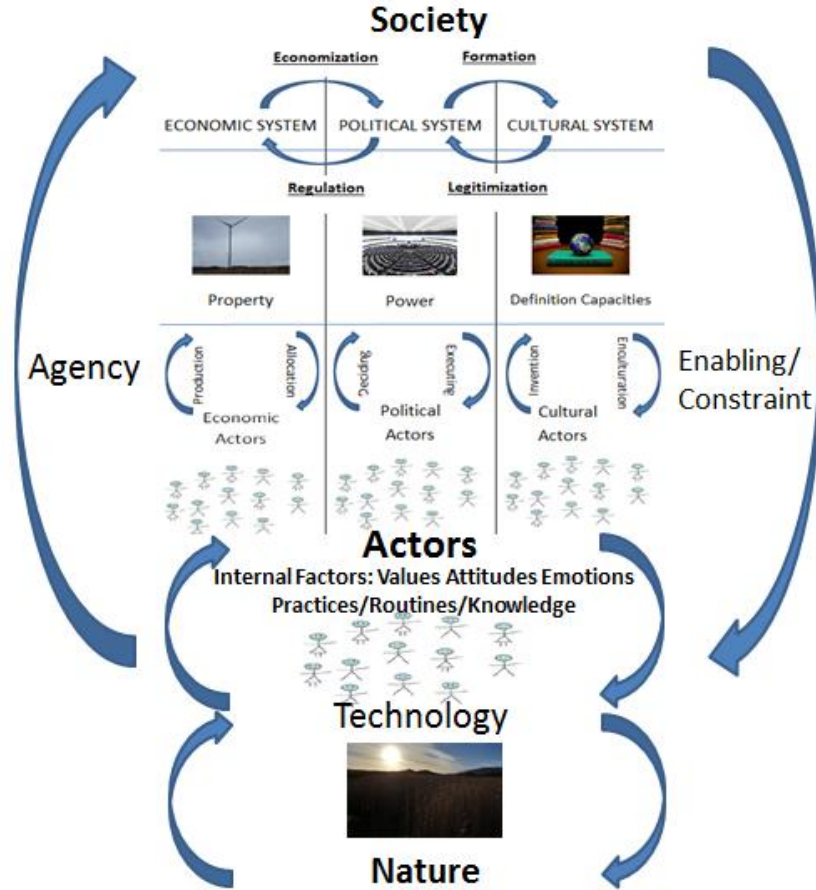 Society
Economization Formation
ECONOMIC SYSTEM POLITICAL SYSTEM CULTURAL SYSTEM
Regulation Legitimization
Property Power Definition Capacities
Agency
Production Allocation Decding Executing Invention Enculturation
Enabling/
Constraint
Economic
Actors
Political
Actors
Cultural
Actors
Actors
Internal Factors: Values Attitudes Emotions
Practices/Routines/Knowledge
Technology
Nature